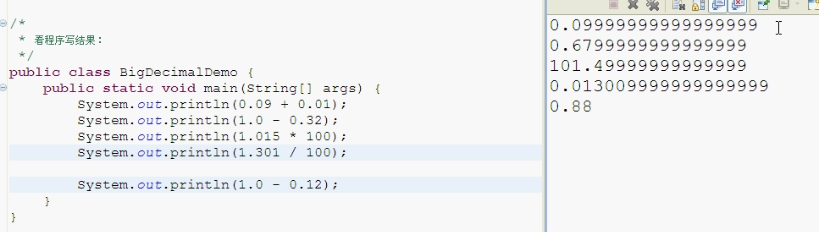 /*
 * 看程序写结果:
 */
public class BigDecimalDemo {
    public static void main(String[] args) {
        System.out.println(0.09 + 0.01);
        System.out.println(1.0 - 0.32);
        System.out.println(1.015 * 100);
        System.out.println(1.301 / 100);
        System.out.println(1.0 - 0.12);
    }
}
0.09999999999999999
0.6799999999999999
101.49999999999999
0.013009999999999999
0.88